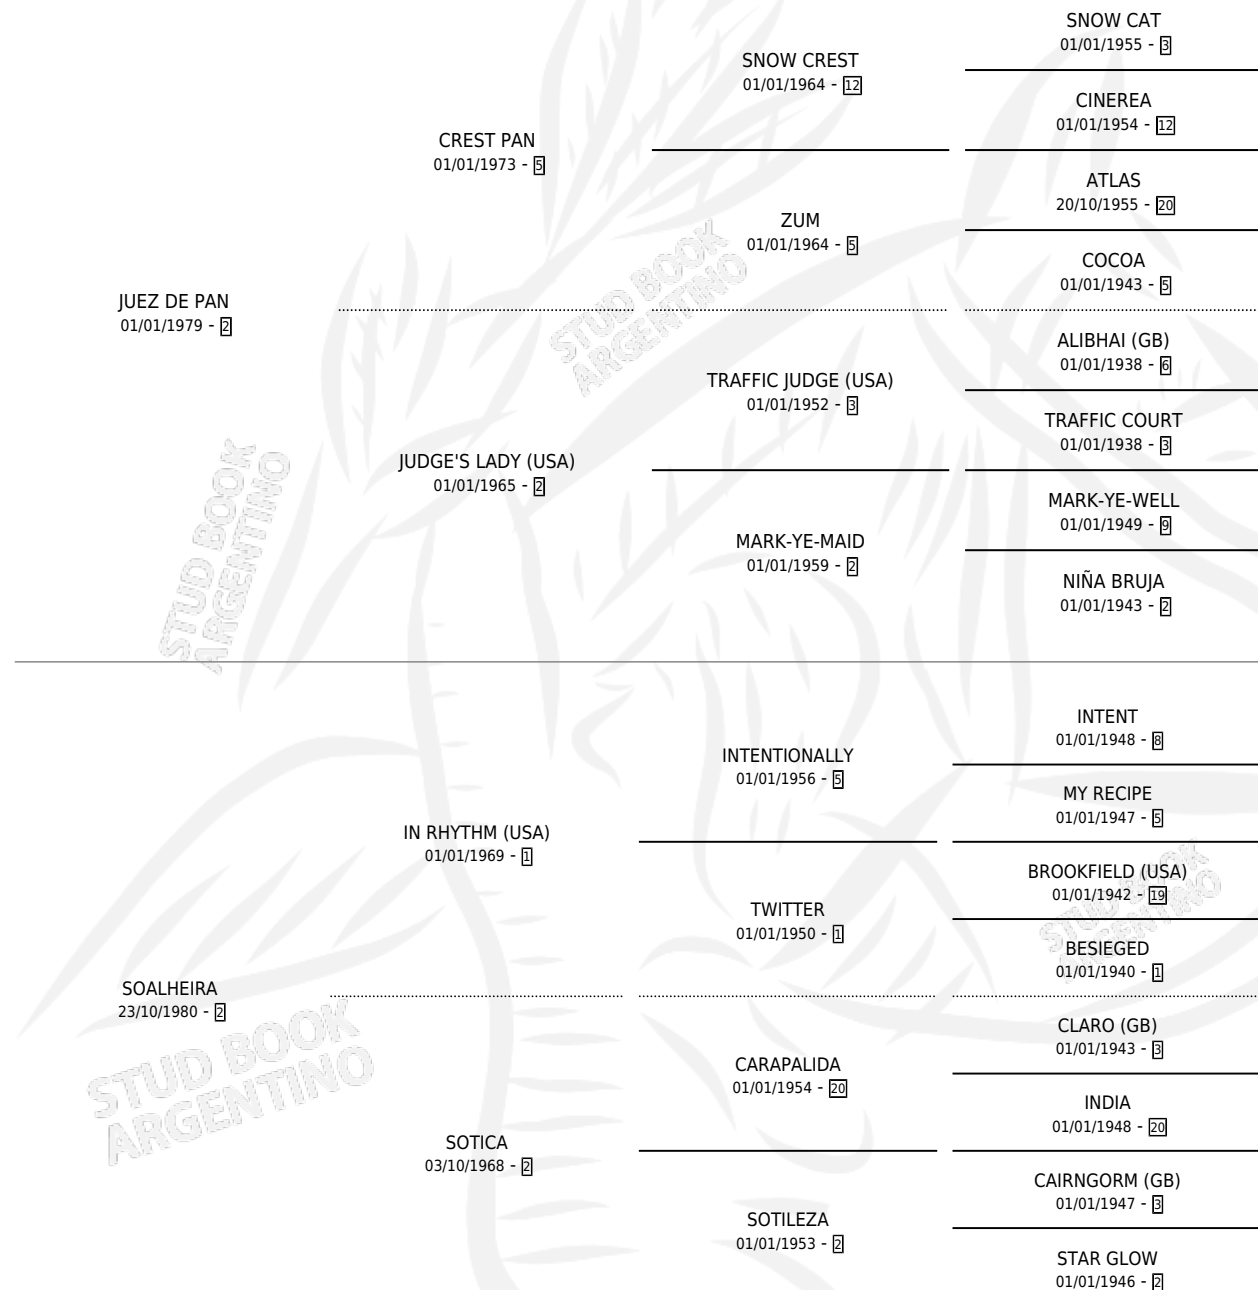 SNOW CAT
01/01/1955 - 3
SNOW CREST
01/01/1964 - 12
CINEREA
01/01/1954 - 12
CREST PAN
01/01/1973 - 5
ATLAS
20/10/1955 - 20
ZUM
01/01/1964 - 5
COCOA
01/01/1943 - 5
JUEZ DE PAN
01/01/1979 - 2
ALIBHAI (GB)
01/01/1938 - 6
TRAFFIC JUDGE (USA)
01/01/1952 - 3
TRAFFIC COURT
01/01/1938 - 3
JUDGE'S LADY (USA)
01/01/1965 - 2
MARK-YE-WELL
01/01/1949 - 9
MARK-YE-MAID
01/01/1959 - 2
NIÑA BRUJA
01/01/1943 - 2
INTENT
01/01/1948 - 8
INTENTIONALLY
01/01/1956 - 5
MY RECIPE
01/01/1947 - 5
IN RHYTHM (USA)
01/01/1969 - 1
BROOKFIELD (USA)
01/01/1942 - 19
TWITTER
01/01/1950 - 1
BESIEGED
01/01/1940 - 1
SOALHEIRA
23/10/1980 - 2
CLARO (GB)
01/01/1943 - 3
CARAPALIDA
01/01/1954 - 20
INDIA
01/01/1948 - 20
SOTICA
03/10/1968 - 2
CAIRNGORM (GB)
01/01/1947 - 3
SOTILEZA
01/01/1953 - 2
STAR GLOW
01/01/1946 - 2
STUD BOOK
ARGENTINO
STUD BOOK
ARGENTINO
STUD BOOK
ARGENTINO
STUD BOOK
ARGENTINO